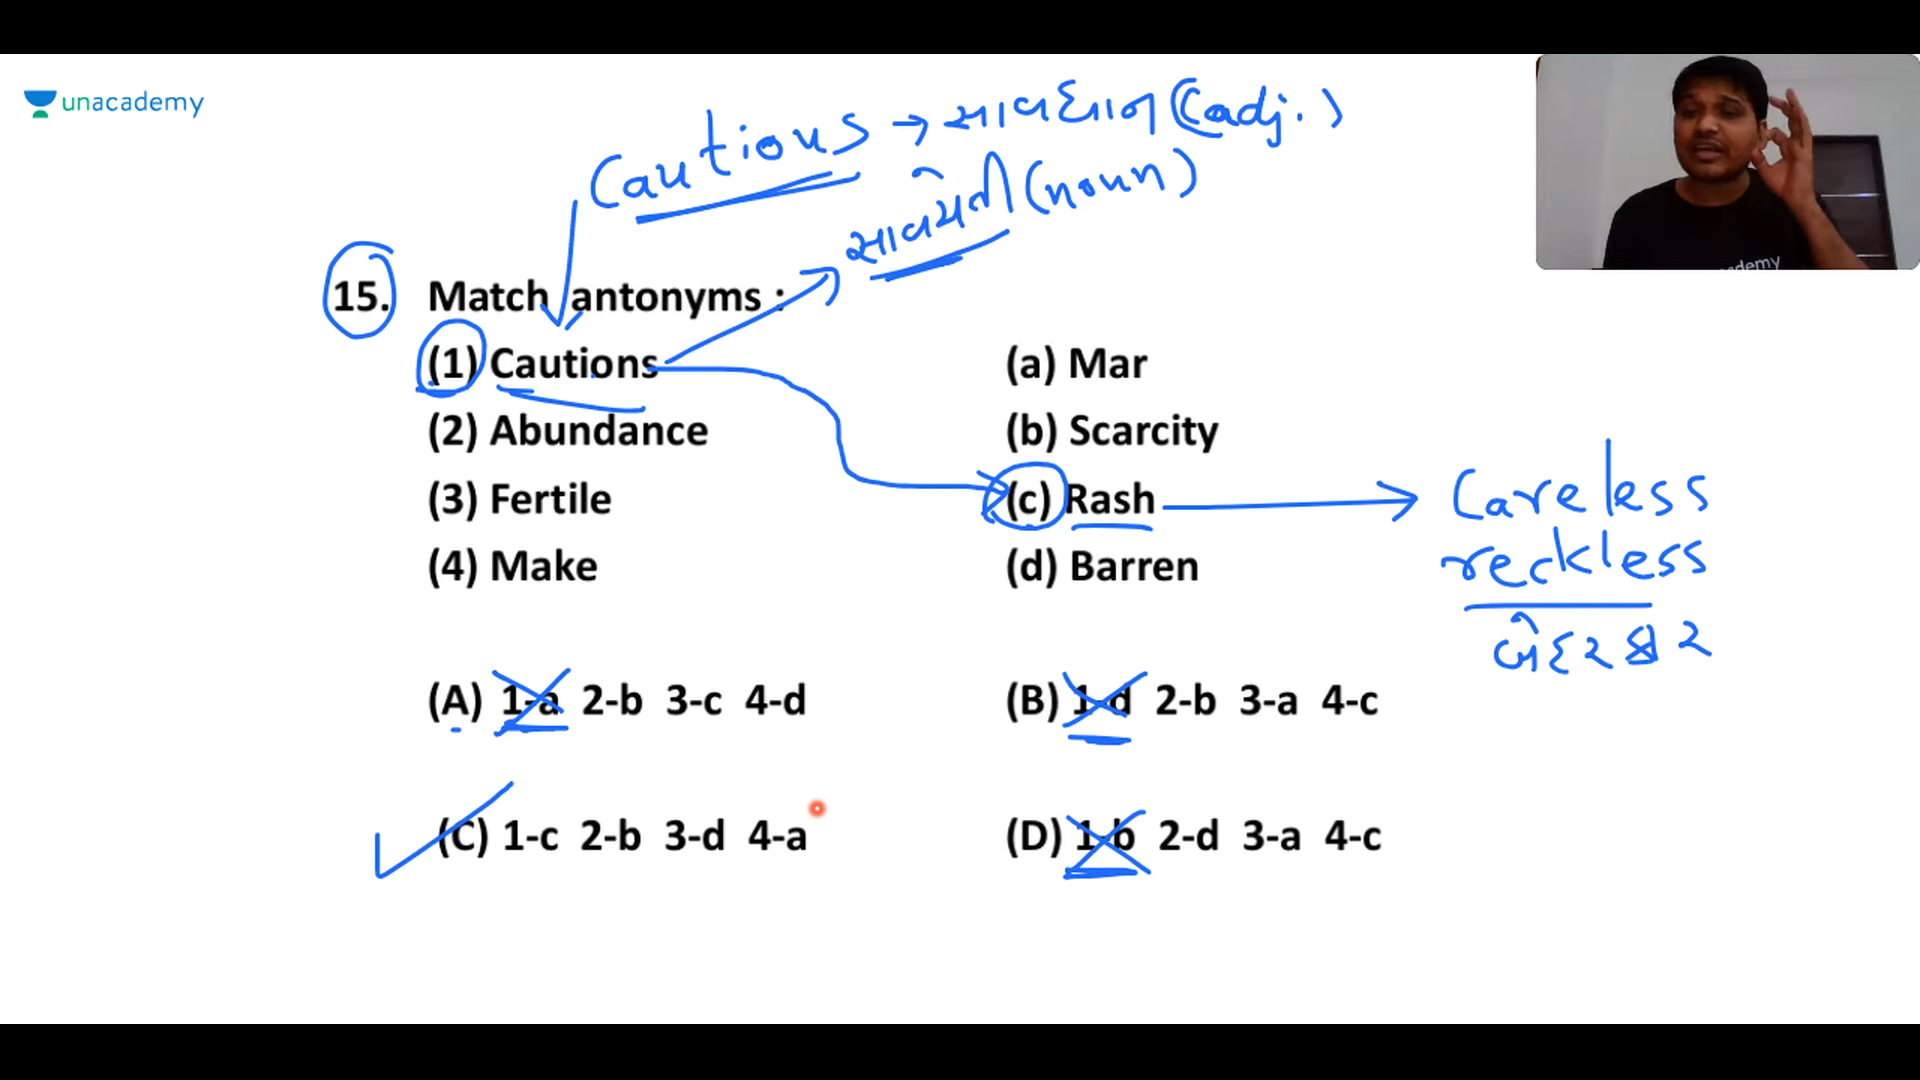 unacademy
Cautious → સાવધાન (adj.)
સાવચેતી (noun)
15. Match antonyms :
(1) Cautions (a) Mar
(2) Abundance (b) Scarcity
(3) Fertile (c) Rash → Careless
(4) Make (d) Barren reckless
બેદરકાર
(A) 1-a 2-b 3-c 4-d (B) 1-d 2-b 3-a 4-c
(C) 1-c 2-b 3-d 4-a (D) 1-b 2-d 3-a 4-c